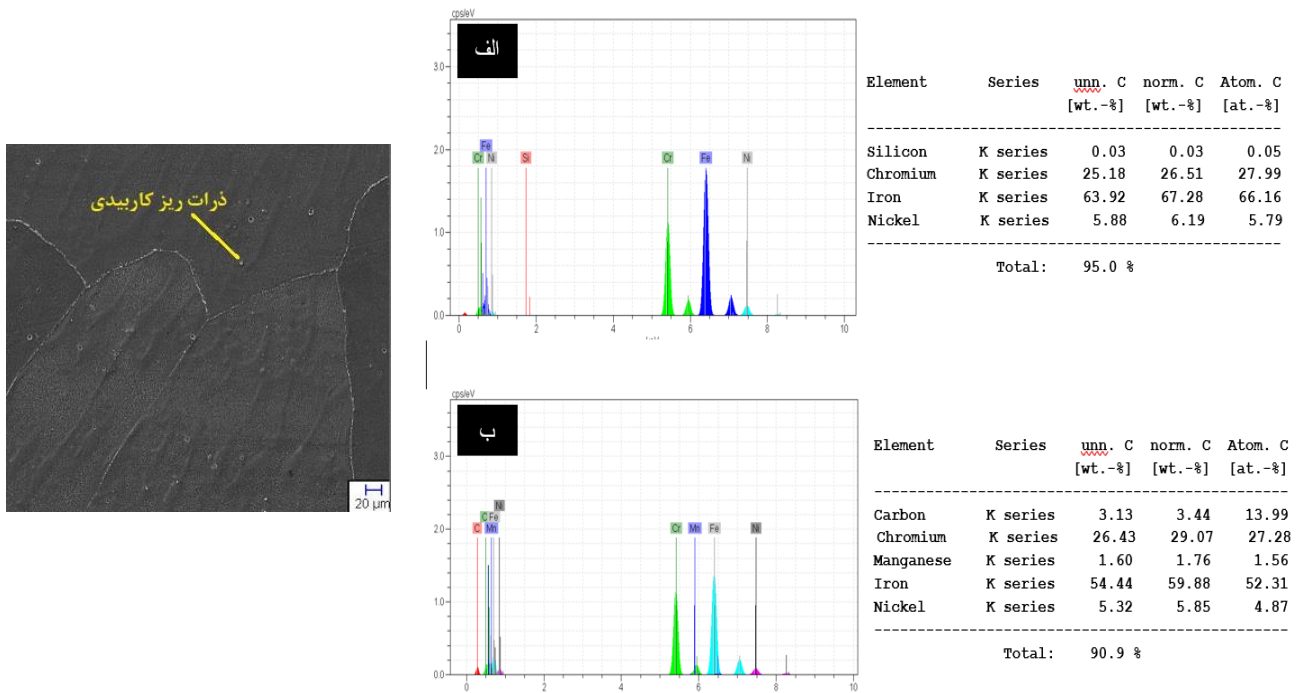 ذرات ریز کاربیدی
20 µm
cps/eV
الف
3.0
2.0
1.0
0.0
Fe
Cr Ni Si Cr Fe Ni
0 2 4 6 8 10
Element Series unn. C norm. C Atom. C
[wt.-%] [wt.-%] [at.-%]
Silicon K series 0.03 0.03 0.05
Chromium K series 25.18 26.51 27.99
Iron K series 63.92 67.28 66.16
Nickel K series 5.88 6.19 5.79
Total: 95.0 %
cps/eV
ب
3.0
2.0
1.0
0.0
Ni
C Fe
C Mn Cr Mn Fe Ni
0 2 4 6 8 10
Element Series unn. C norm. C Atom. C
[wt.-%] [wt.-%] [at.-%]
Carbon K series 3.13 3.44 13.99
Chromium K series 26.43 29.07 27.28
Manganese K series 1.60 1.76 1.56
Iron K series 54.44 59.88 52.31
Nickel K series 5.32 5.85 4.87
Total: 90.9 %